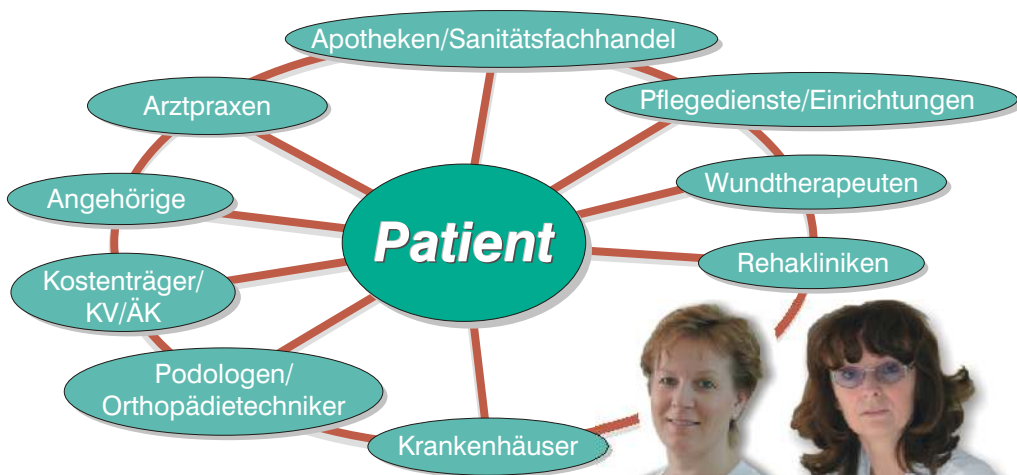 Apotheken/Sanitätsfachhandel
Arztpraxen
Pflegedienste/Einrichtungen
Angehörige
Wundtherapeuten
Patient
Kostenträger/
KV/ÄK
Rehakliniken
Podologen/
Orthopädietechniker
Krankenhäuser